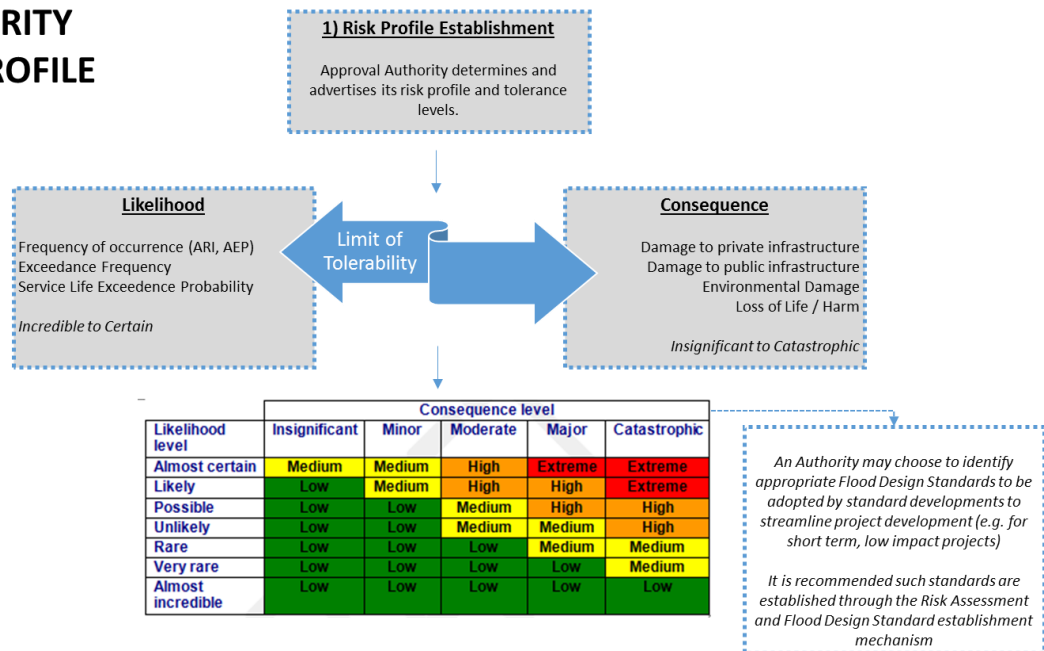 RITY
ROFILE
1) Risk Profile Establishment
Approval Authority determines and
advertises its risk profile and tolerance
levels.
Likelihood
Frequency of occurrence (ARI, AEP)
Exceedance Frequency
Service Life Exceedence Probability
Incredible to Certain
Limit of
Tolerability
Consequence
Damage to private infrastructure
Damage to public infrastructure
Environmental Damage
Loss of Life / Harm
Insignificant to Catastrophic
Consequence level
Likelihood
level
Insignificant Minor Moderate Major Catastrophic
Almost certain Medium Medium High Extreme Extreme
Likely Low Medium High High Extreme
Possible Low Low Medium High High
Unlikely Low Low Medium Medium High
Rare Low Low Low Medium Medium
Very rare Low Low Low Low Medium
Almost
incredible
Low Low Low Low Low
An Authority may choose to identify
appropriate Flood Design Standards to be
adopted by standard developments to
streamline project development (e.g. for
short term, low impact projects)
It is recommended such standards are
established through the Risk Assessment
and Flood Design Standard establishment
mechanism